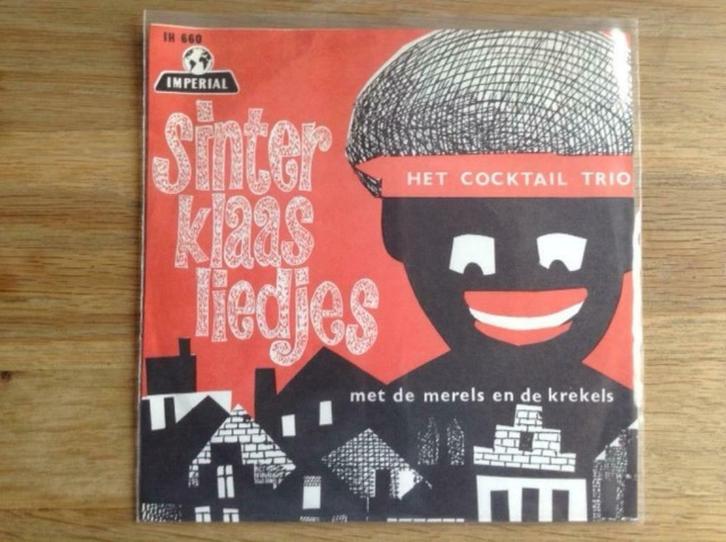 IH 660
IMPERIAL
sinter
klaas
liedjes
HET COCKTAIL TRIO
met de merels en de krekels